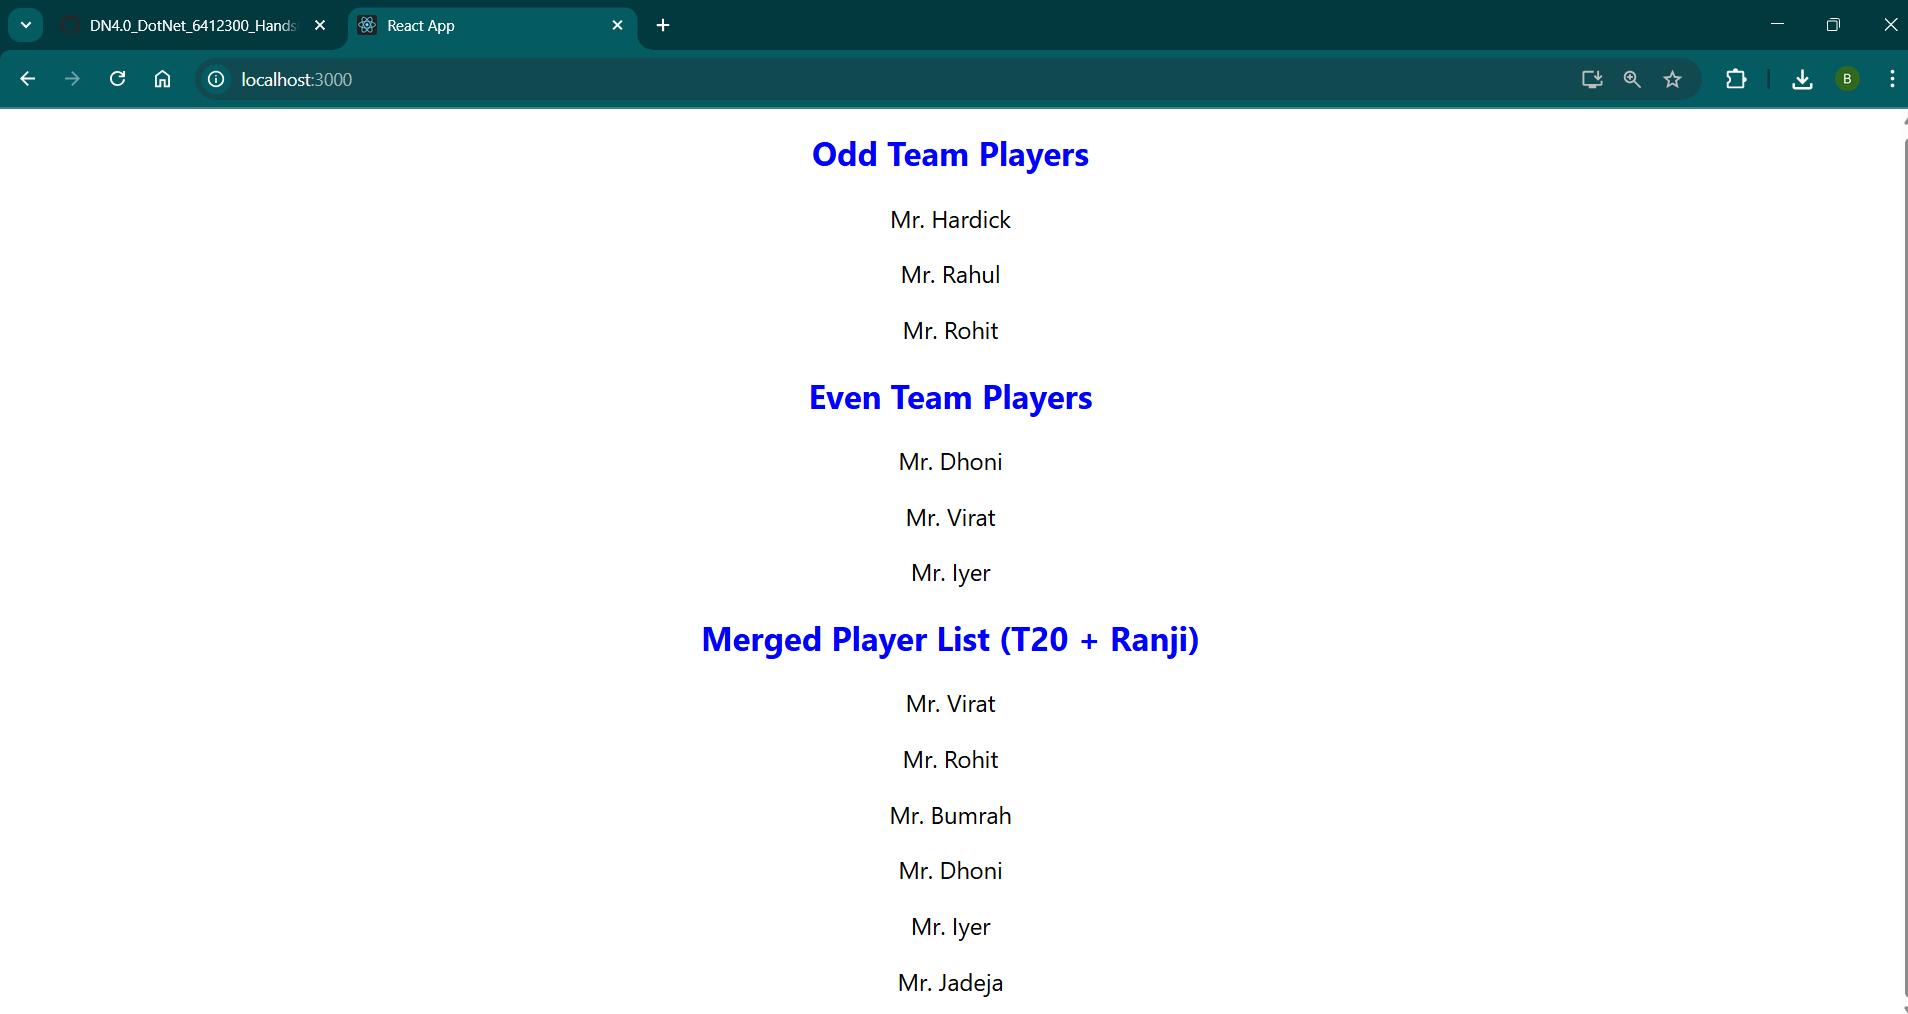 DN4.0_DotNet_6412300_Hands
React App
localhost:3000
B
Odd Team Players
Mr. Hardick
Mr. Rahul
Mr. Rohit
Even Team Players
Mr. Dhoni
Mr. Virat
Mr. Iyer
Merged Player List (T20 + Ranji)
Mr. Virat
Mr. Rohit
Mr. Bumrah
Mr. Dhoni
Mr. Iyer
Mr. Jadeja